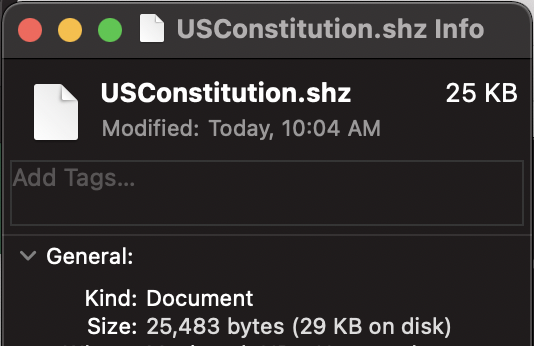 USConstitution.shz Info
USConstitution.shz 25 KB
Modified: Today, 10:04 AM
Add Tags...
General:
Kind: Document
Size: 25,483 bytes (29 KB on disk)